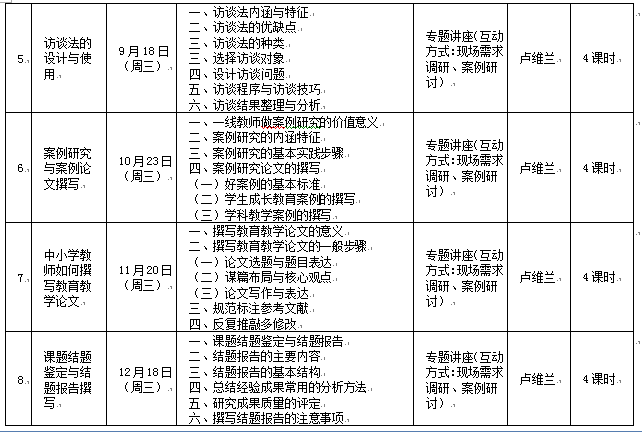 5.
访谈法的
设计与使
用.
9月18日
（周三）.
一、访谈法内涵与特征
二、访谈法的优缺点
三、访谈法的种类
三、选择访谈对象
四、设计访谈问题
五、访谈程序与访谈技巧
六、访谈结果整理与分析
专题讲座(互动
方式:现场需求
调研、案例研
讨）
卢维兰
4课时
6.
案例研究
与案例论
文撰写
10月23日
（周三）
一、一线教师做案例研究的价值意义
二、案例研究的内涵特征
三、案例研究的基本实践步骤
四、案例研究论文的撰写
（一）好案例的基本标准
（二）学生成长教育案例的撰写
（三）学科教学案例的撰写
专题讲座(互动
方式:现场需求
调研、案例研
讨）
卢维兰
4课时
7.
中小学教
师如何撰
写教育教
学论文
11月20日
（周三）
一、撰写教育教学论文的意义
二、撰写教育教学论文的一般步骤
（一）论文选题与题目表达
（二）谋篇布局与核心观点
（三）论文写作与表达
三、规范标注参考文献
四、反复推敲多修改
专题讲座(互动
方式:现场需求
调研、案例研
讨）
卢维兰
4课时
8.
课题结题
鉴定与结
题报告撰
写
12月18日
（周三）
一、课题结题鉴定与结题报告
二、结题报告的主要内容
三、结题报告的基本结构
四、总结经验成果常用的分析方法
五、研究成果质量的评定
六、撰写结题报告的注意事项
专题讲座(互动
方式:现场需求
调研、案例研
讨）
卢维兰
4课时